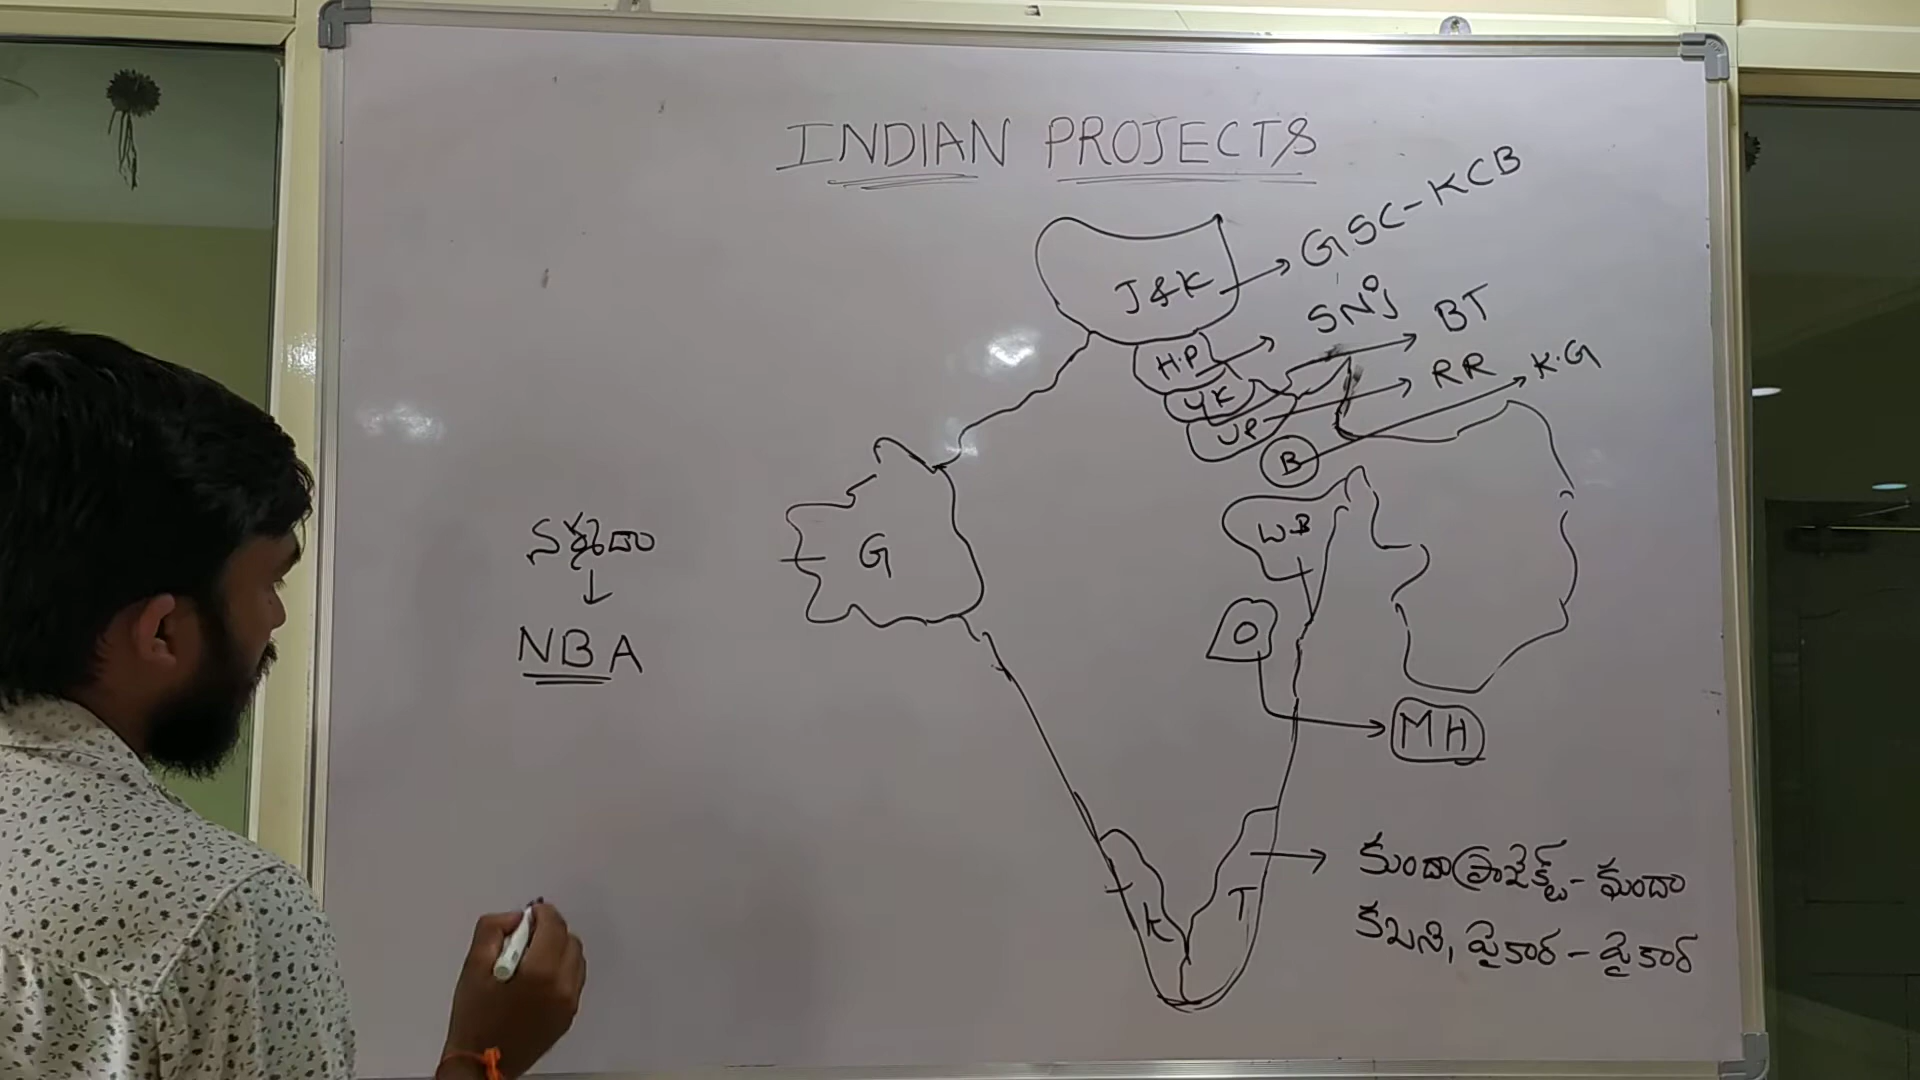 INDIAN PROJECTS
J&K
GSC-KCB
H.P
SNJ
BT
UK
RR
UP
K.G
B
G
WB
నర్మదా
NBA
O
MH
K
T
కుందా ప్రాజెక్ట్ - కుందా
కబని, పైకార్ - పైకార్